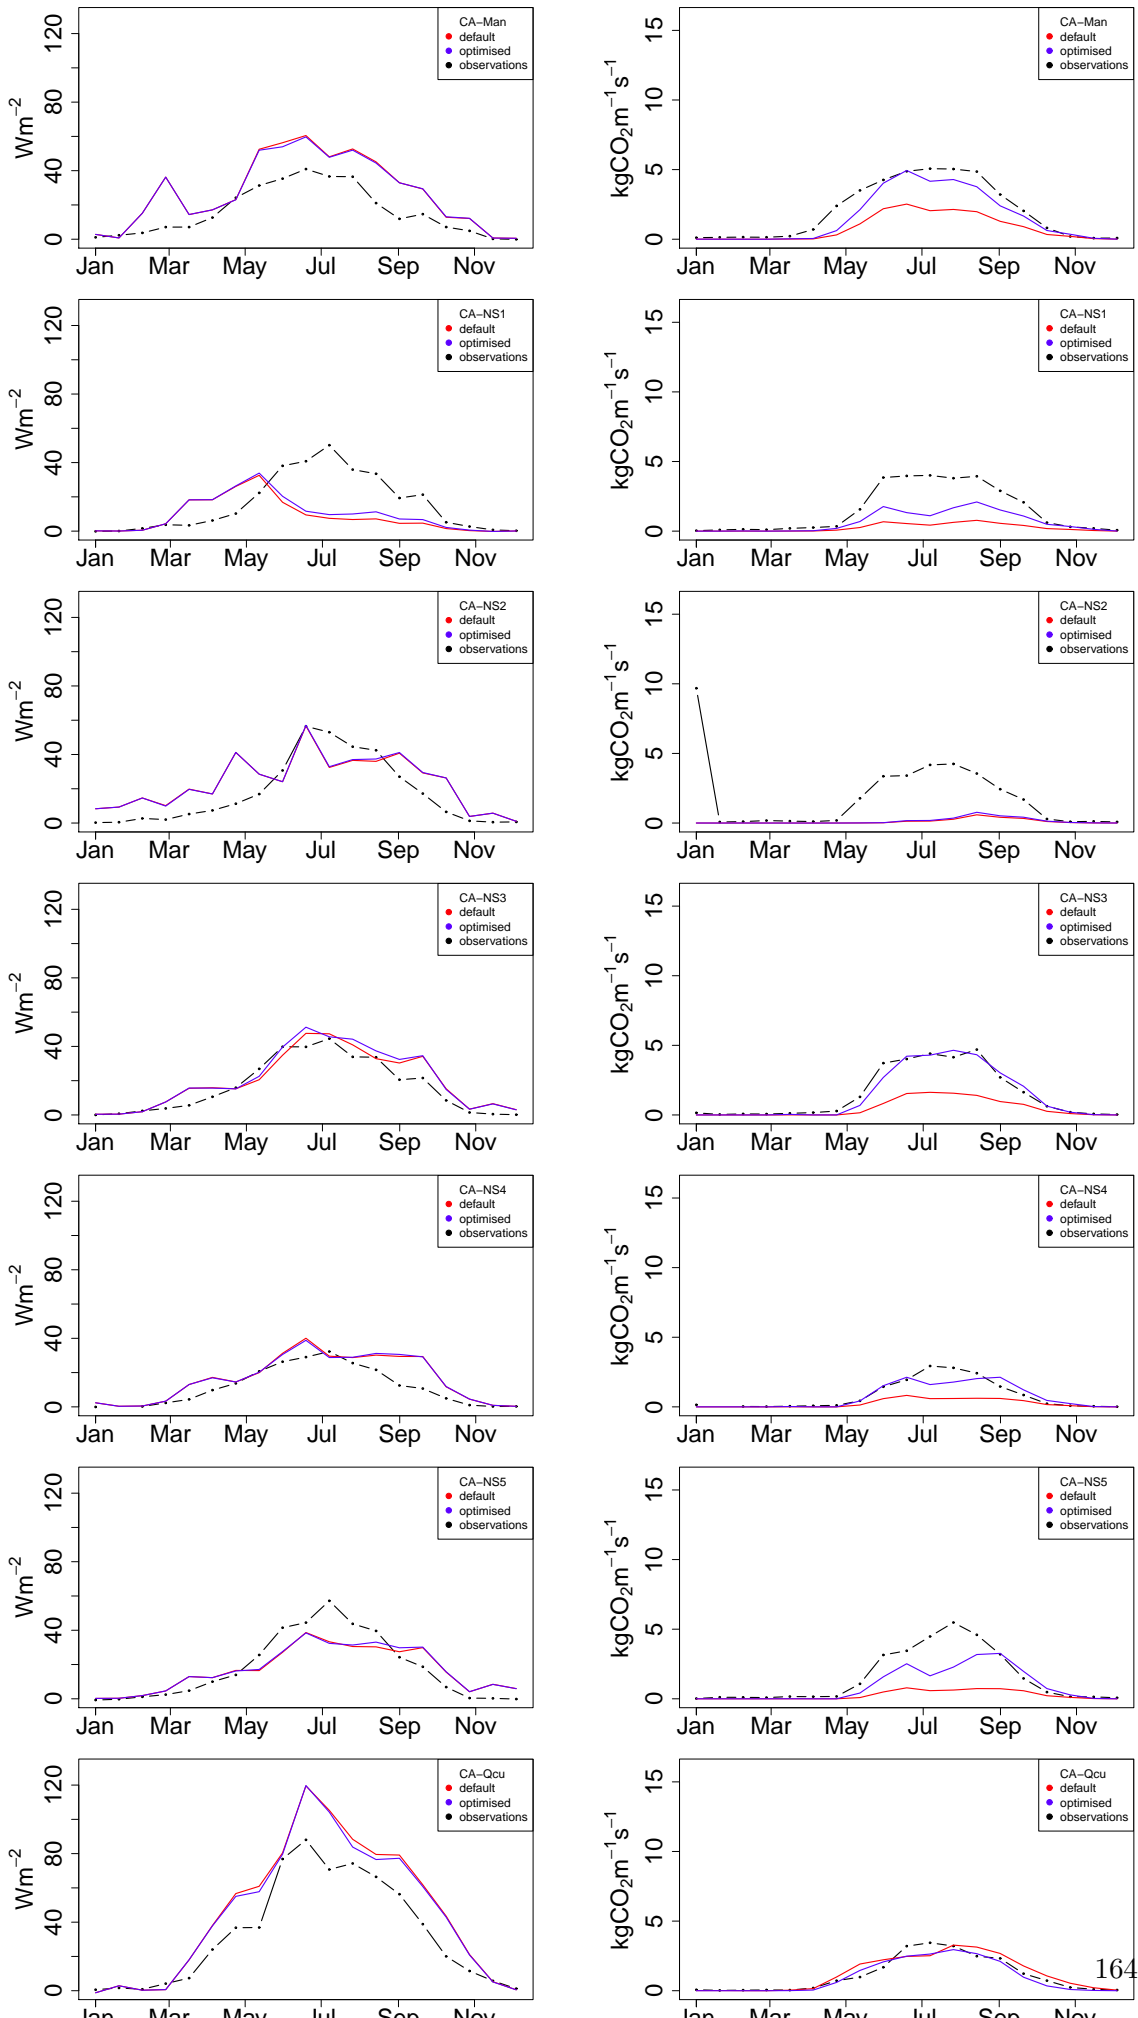 CA−Man
default
optimised
observations
Wm−2
0 40 80 120
Jan Mar May Jul Sep Nov
CA−Man
default
optimised
observations
kgCO2m−1s−1
0 5 10 15
Jan Mar May Jul Sep Nov
CA−NS1
default
optimised
observations
Wm−2
0 40 80 120
Jan Mar May Jul Sep Nov
CA−NS1
default
optimised
observations
kgCO2m−1s−1
0 5 10 15
Jan Mar May Jul Sep Nov
CA−NS2
default
optimised
observations
Wm−2
0 40 80 120
Jan Mar May Jul Sep Nov
CA−NS2
default
optimised
observations
kgCO2m−1s−1
0 5 10 15
Jan Mar May Jul Sep Nov
CA−NS3
default
optimised
observations
Wm−2
0 40 80 120
Jan Mar May Jul Sep Nov
CA−NS3
default
optimised
observations
kgCO2m−1s−1
0 5 10 15
Jan Mar May Jul Sep Nov
CA−NS4
default
optimised
observations
Wm−2
0 40 80 120
Jan Mar May Jul Sep Nov
CA−NS4
default
optimised
observations
kgCO2m−1s−1
0 5 10 15
Jan Mar May Jul Sep Nov
CA−NS5
default
optimised
observations
Wm−2
0 40 80 120
Jan Mar May Jul Sep Nov
CA−NS5
default
optimised
observations
kgCO2m−1s−1
0 5 10 15
Jan Mar May Jul Sep Nov
CA−Qcu
default
optimised
observations
Wm−2
0 40 80 120
Jan Mar May Jul Sep Nov
CA−Qcu
default
optimised
observations
kgCO2m−1s−1
0 5 10 15
Jan Mar May Jul Sep Nov
164